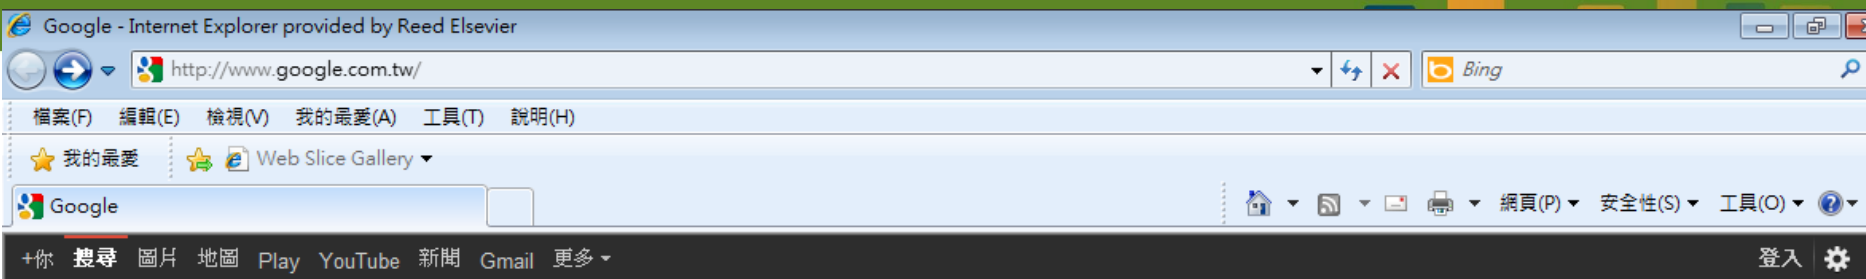 Google - Internet Explorer provided by Reed Elsevier
http://www.google.com.tw/ Bing
檔案(F) 編輯(E) 檢視(V) 我的最愛(A) 工具(T) 說明(H)
我的最愛 Web Slice Gallery
Google 網頁(P) 安全性(S) 工具(O)
+你 搜尋 圖片 地圖 Play YouTube 新聞 Gmail 更多 登入